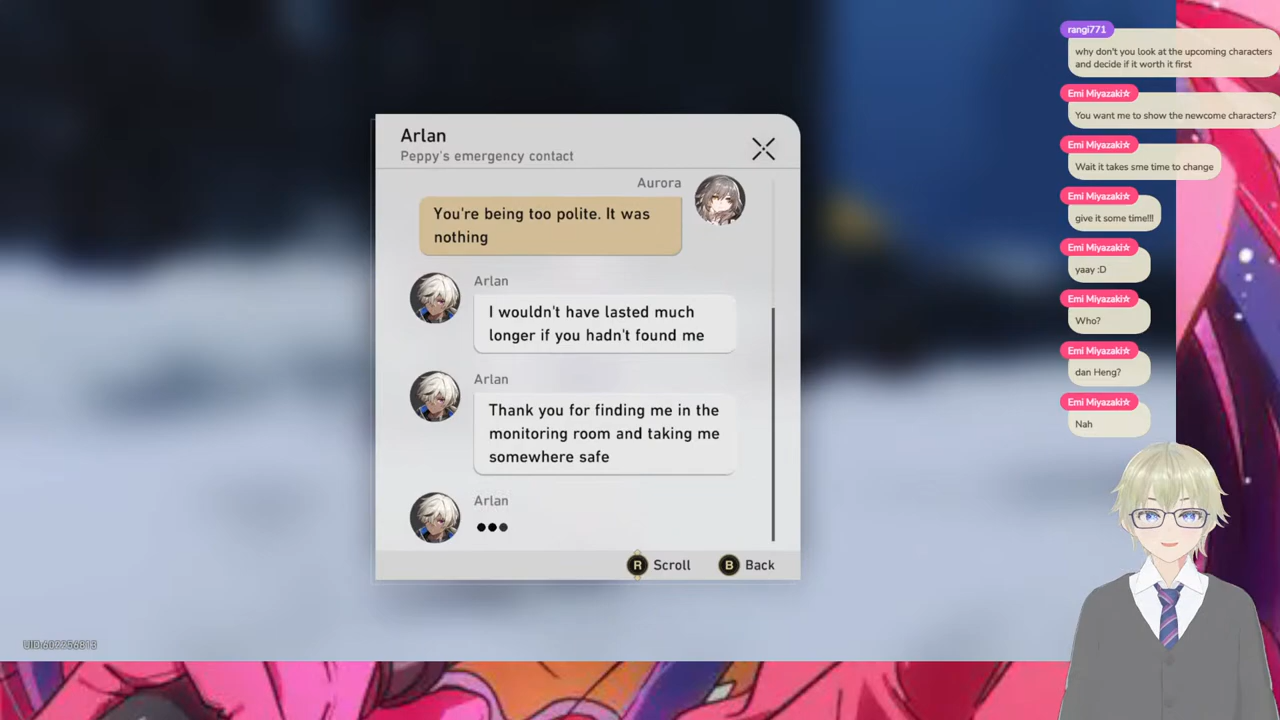 Arlan
Peppy's emergency contact
Aurora
You're being too polite. It was
nothing
Arlan
I wouldn't have lasted much
longer if you hadn't found me
Arlan
Thank you for finding me in the
monitoring room and taking me
somewhere safe
Arlan
R Scroll
B Back
UID:602256813
rangi771
why don't you look at the upcoming characters
and decide if it worth it first
Emi Miyazaki☆
You want me to show the newcome characters?
Emi Miyazaki☆
Wait it takes sme time to change
Emi Miyazaki☆
give it some time!!!
Emi Miyazaki☆
yaay :D
Emi Miyazaki☆
Who?
Emi Miyazaki☆
dan Heng?
Emi Miyazaki☆
Nah